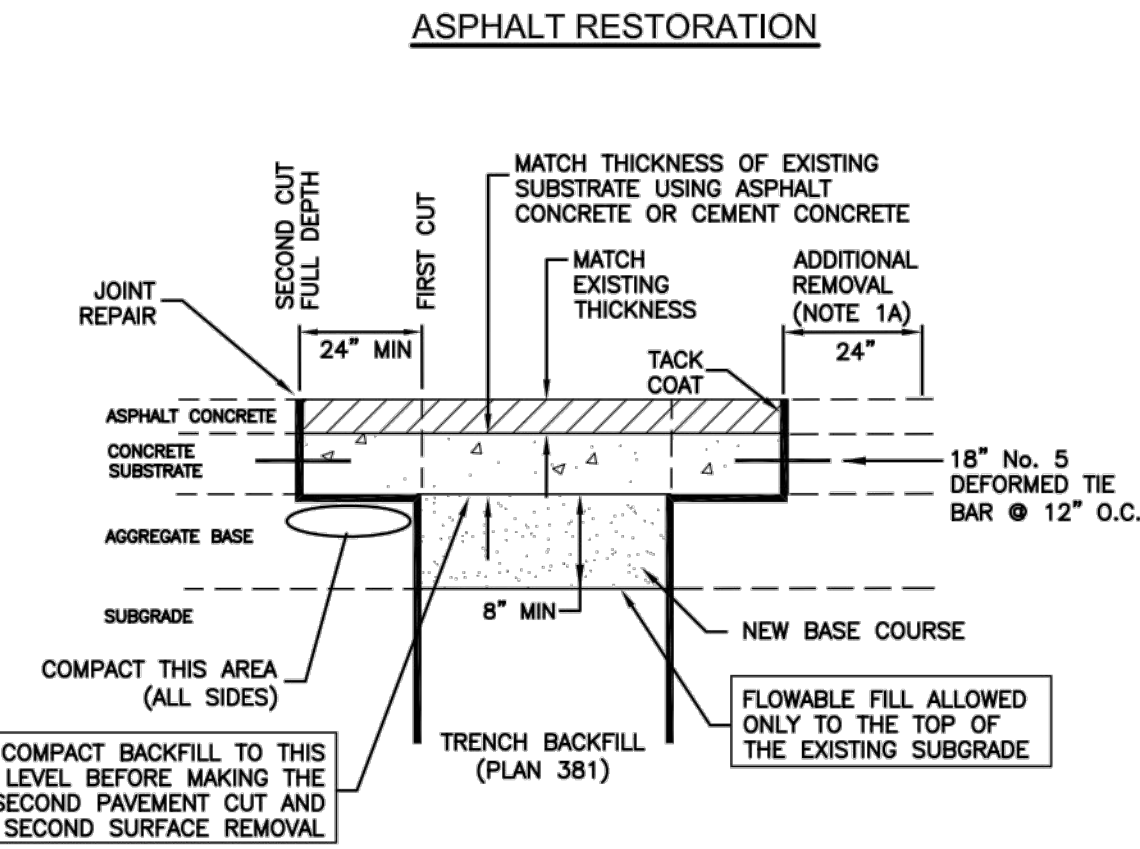 ASPHALT RESTORATION
SECOND CUT
FULL DEPTH
FIRST CUT
MATCH THICKNESS OF EXISTING
SUBSTRATE USING ASPHALT
CONCRETE OR CEMENT CONCRETE
MATCH
EXISTING
THICKNESS
ADDITIONAL
REMOVAL
(NOTE 1A)
JOINT
REPAIR
24” MIN
24”
TACK
COAT
ASPHALT CONCRETE
CONCRETE
SUBSTRATE
18” No. 5
DEFORMED TIE
BAR @ 12” O.C.
AGGREGATE BASE
8” MIN
SUBGRADE
NEW BASE COURSE
COMPACT THIS AREA
(ALL SIDES)
FLOWABLE FILL ALLOWED
ONLY TO THE TOP OF
THE EXISTING SUBGRADE
TRENCH BACKFILL
(PLAN 381)
COMPACT BACKFILL TO THIS
LEVEL BEFORE MAKING THE
SECOND PAVEMENT CUT AND
SECOND SURFACE REMOVAL